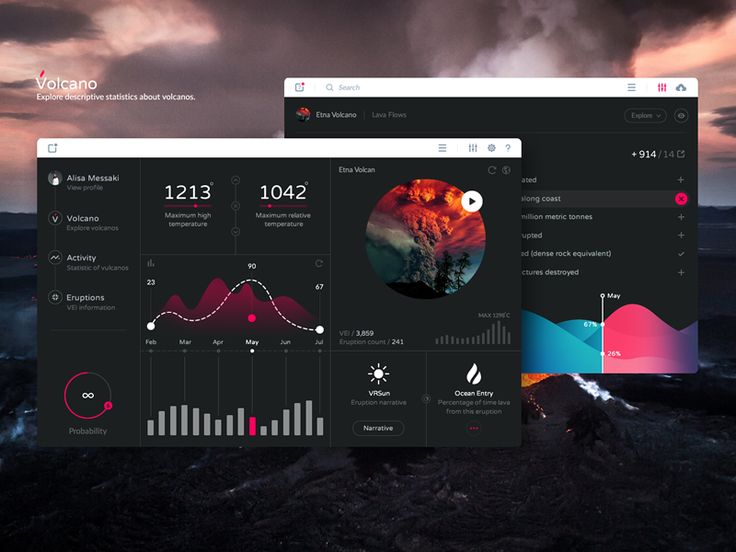 Volcano
Explore descriptive statistics about volcanos.
Search
Etna Volcano
Lava Flows
Explore
+ 914 / 14
ated
along coast
million metric tonnes
rupted
ed (dense rock equivalent)
ctures destroyed
May
67%
26%
?
Alisa Messaki
View profile
Volcano
Explore volcanos
Activity
Statistic of vulcanos
Eruptions
VEI information
Probability
1213°
Maximum high
temperature
1042°
Maximum relative
temperature
23
90
67
Feb Mar Apr May Jun Jul
Etna Volcan
MAX 1298°C
VEI / 3,859
Eruption count / 241
VRSun
Eruption narrative
Narrative
Ocean Entry
Percentage of time lava
from this eruption